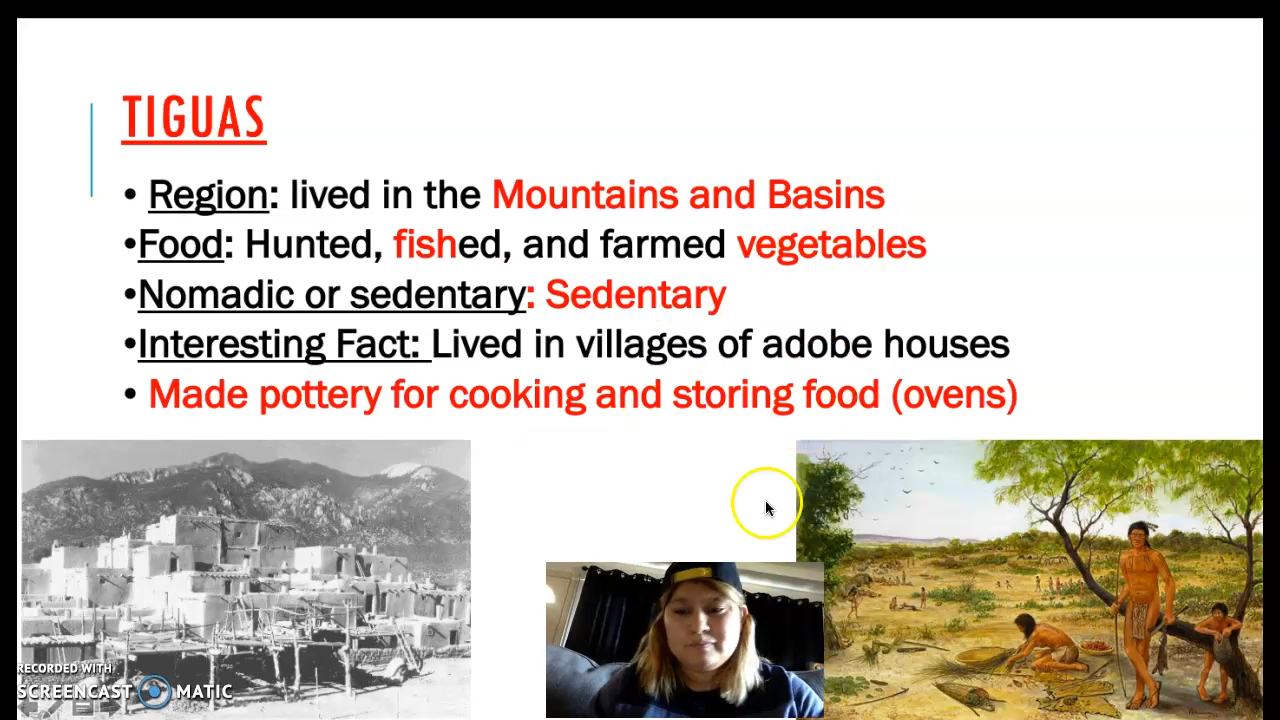 TIGUAS
• Region: lived in the Mountains and Basins
•Food: Hunted, fished, and farmed vegetables
•Nomadic or sedentary: Sedentary
•Interesting Fact: Lived in villages of adobe houses
• Made pottery for cooking and storing food (ovens)
RECORDED WITH
SCREENCAST MATIC